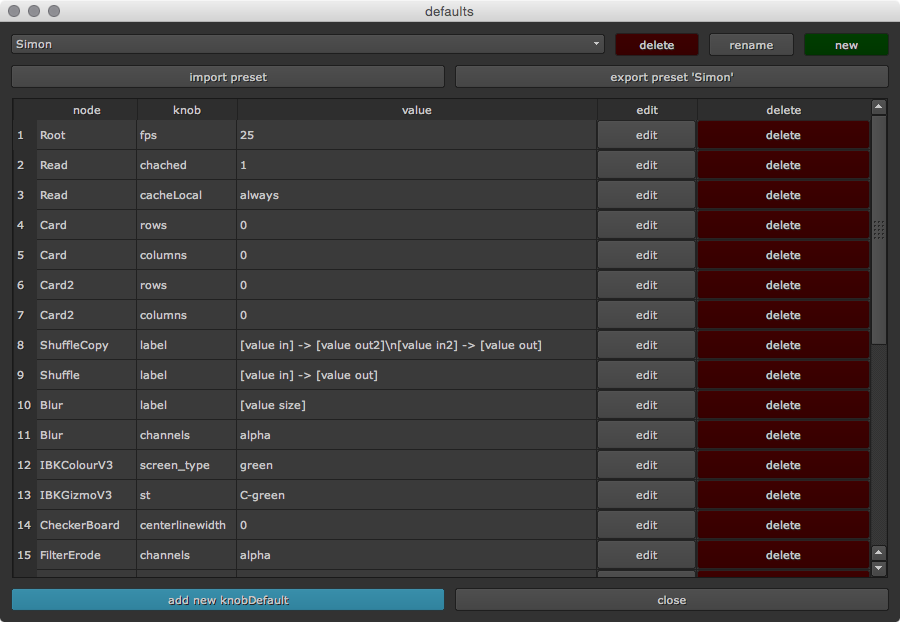 defaults
Simon delete rename new
import preset export preset 'Simon'
node knob value edit delete
1 Root fps 25 edit delete
2 Read chached 1 edit delete
3 Read cacheLocal always edit delete
4 Card rows 0 edit delete
5 Card columns 0 edit delete
6 Card2 rows 0 edit delete
7 Card2 columns 0 edit delete
8 ShuffleCopy label [value in] -> [value out2]\n[value in2] -> [value out] edit delete
9 Shuffle label [value in] -> [value out] edit delete
10 Blur label [value size] edit delete
11 Blur channels alpha edit delete
12 IBKColourV3 screen_type green edit delete
13 IBKGizmoV3 st C-green edit delete
14 CheckerBoard centerlinewidth 0 edit delete
15 FilterErode channels alpha edit delete
add new knobDefault close